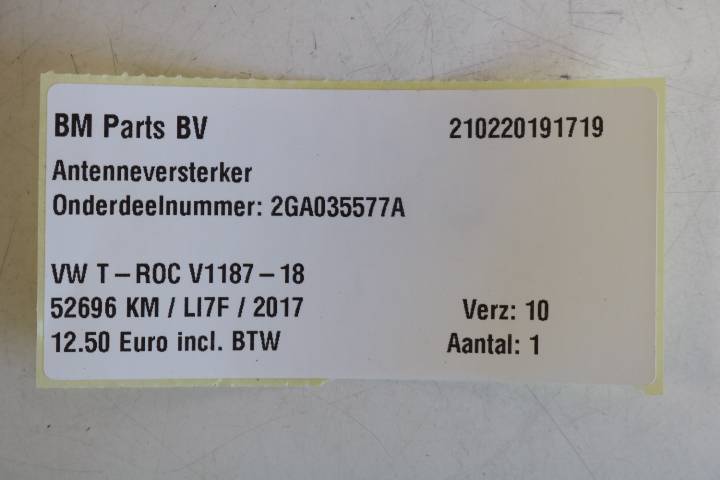 BM Parts BV 210220191719
Antenneversterker
Onderdeelnummer: 2GA035577A
VW T-ROC V1187-18
52696 KM / LI7F / 2017 Verz: 10
12.50 Euro incl. BTW Aantal: 1